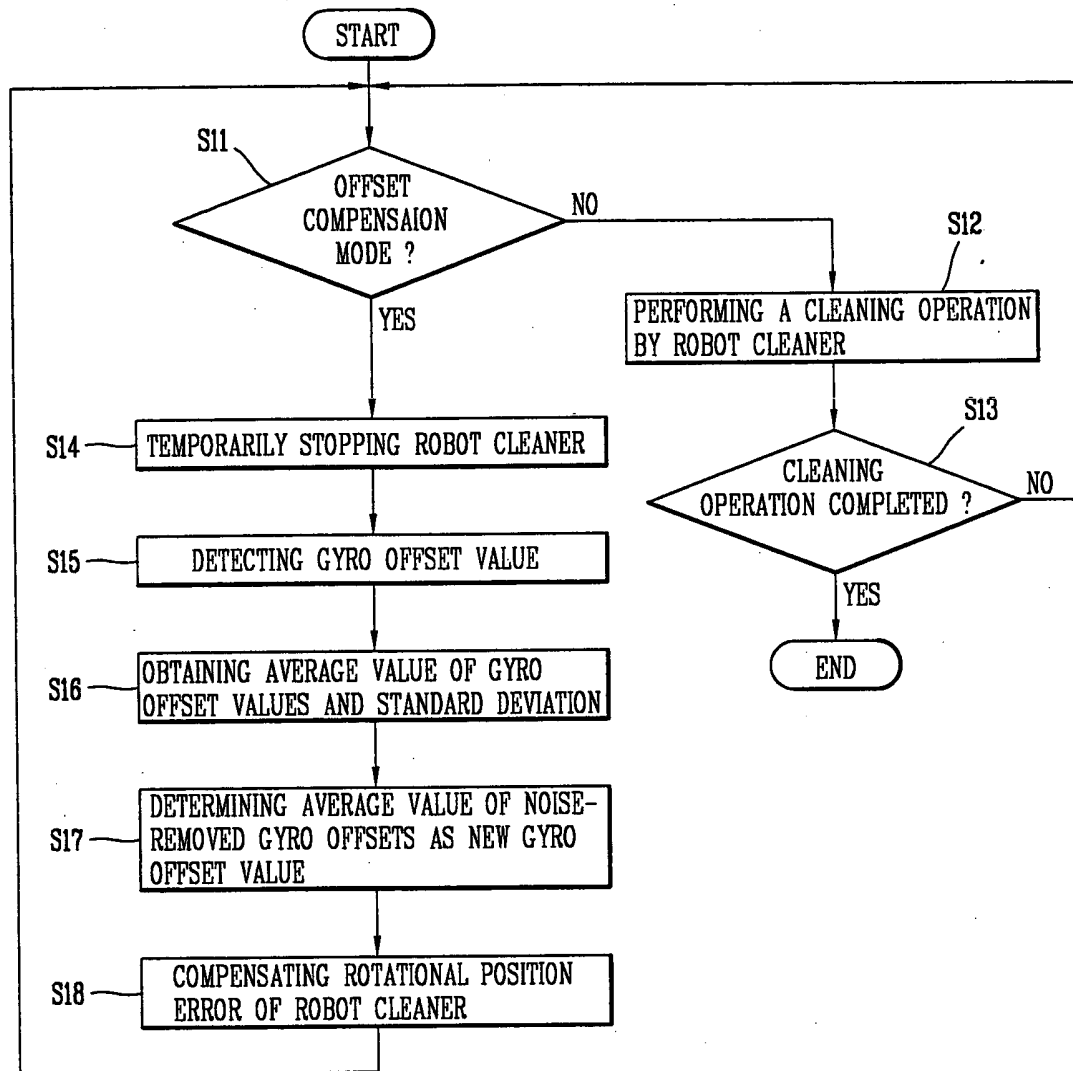 START
S11
OFFSET
COMPENSAION
MODE ?
NO
YES
S12
PERFORMING A CLEANING OPERATION
BY ROBOT CLEANER
S13
CLEANING
OPERATION COMPLETED ?
NO
YES
END
S14
TEMPORARILY STOPPING ROBOT CLEANER
S15
DETECTING GYRO OFFSET VALUE
S16
OBTAINING AVERAGE VALUE OF GYRO
OFFSET VALUES AND STANDARD DEVIATION
S17
DETERMINING AVERAGE VALUE OF NOISE-
REMOVED GYRO OFFSETS AS NEW GYRO
OFFSET VALUE
S18
COMPENSATING ROTATIONAL POSITION
ERROR OF ROBOT CLEANER